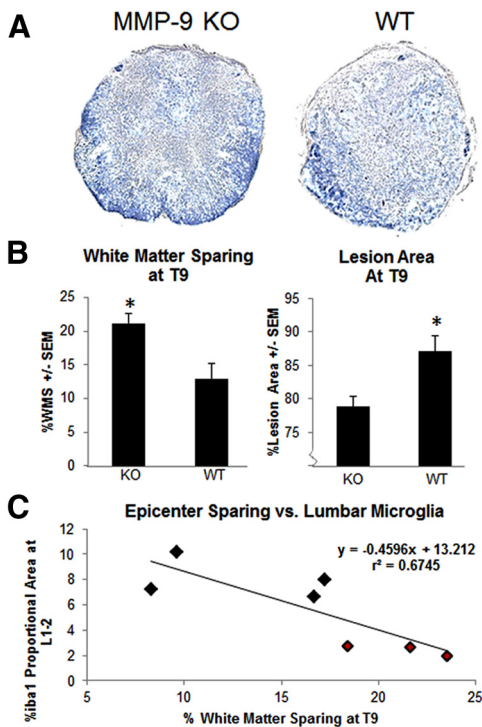 A
MMP-9 KO
WT
B
White Matter Sparing
at T9
%WMS +/- SEM
25
20
15
10
5
0
*
KO
WT
Lesion Area
At T9
%Lesion Area +/- SEM
95
90
85
80
75
*
KO
WT
C
Epicenter Sparing vs. Lumbar Microglia
%iba1 Proportional Area at
L1-2
12
10
8
6
4
2
0
y = -0.4596x + 13.212
r² = 0.6745
5
10
15
20
25
% White Matter Sparing at T9